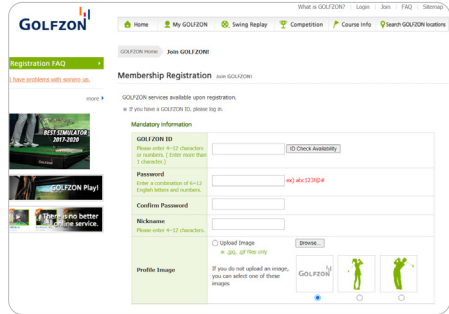 What is GOLFZON? | Login | Join | FAQ | Sitemap
GOLFZON
Home
My GOLFZON
Swing Replay
Competition
Course Info
Search GOLFZON locations
Registration FAQ
I have problems with signing us.
more
BEST SIMULATOR
2017-2020
GOLFZON Play!
There is no better
online service.
GOLFZON Home
Join GOLFZON!
Membership Registration JOIN GOLFZON!
GOLFZON services available upon registration.
If you have a GOLFZON ID, please log in.
Mandatory Information
GOLFZON ID
Please enter 4~12 characters
or numbers. ( Enter more than
1 character.)
ID Check Availability
Password
Enter a combination of 6~12
English letters and numbers.
ex) abc123!@#
Confirm Password
Nickname
Please enter 4~12 characters.
Profile Image
Upload Image
Browse...
.jpg, .gif files only
If you do not upload an image,
you can select one of these
images
GOLFZON